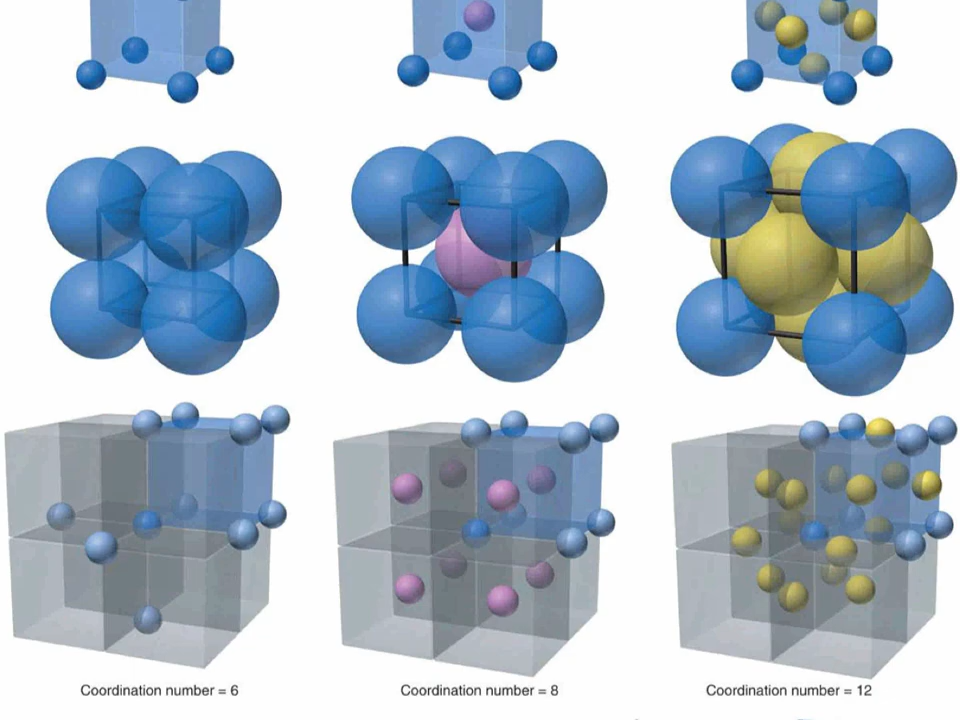 Coordination number = 6
Coordination number = 8
Coordination number = 12